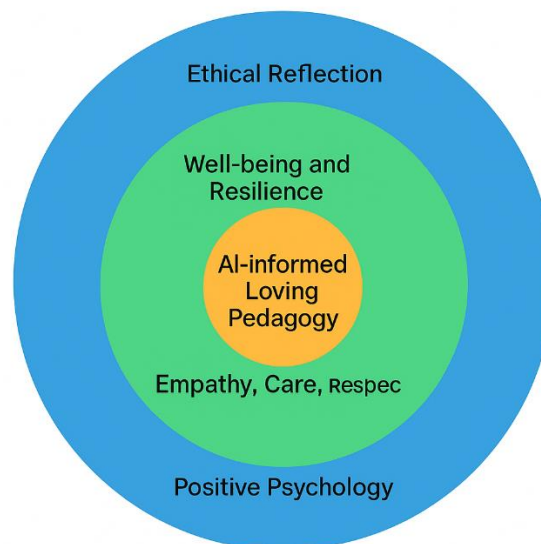 Ethical Reflection
Well-being and
Resilience
AI-informed
Loving
Pedagogy
Empathy, Care, Respec
Positive Psychology